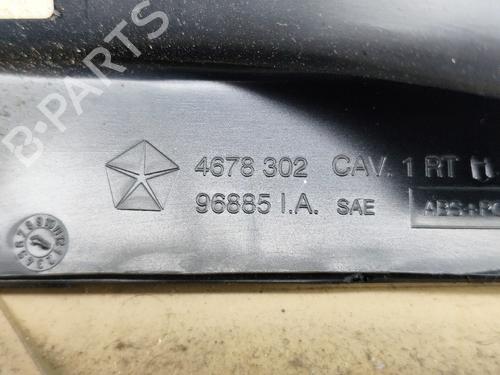 B-PARTS
4678 302 CAV. 1 RT
96885 I.A. SAE